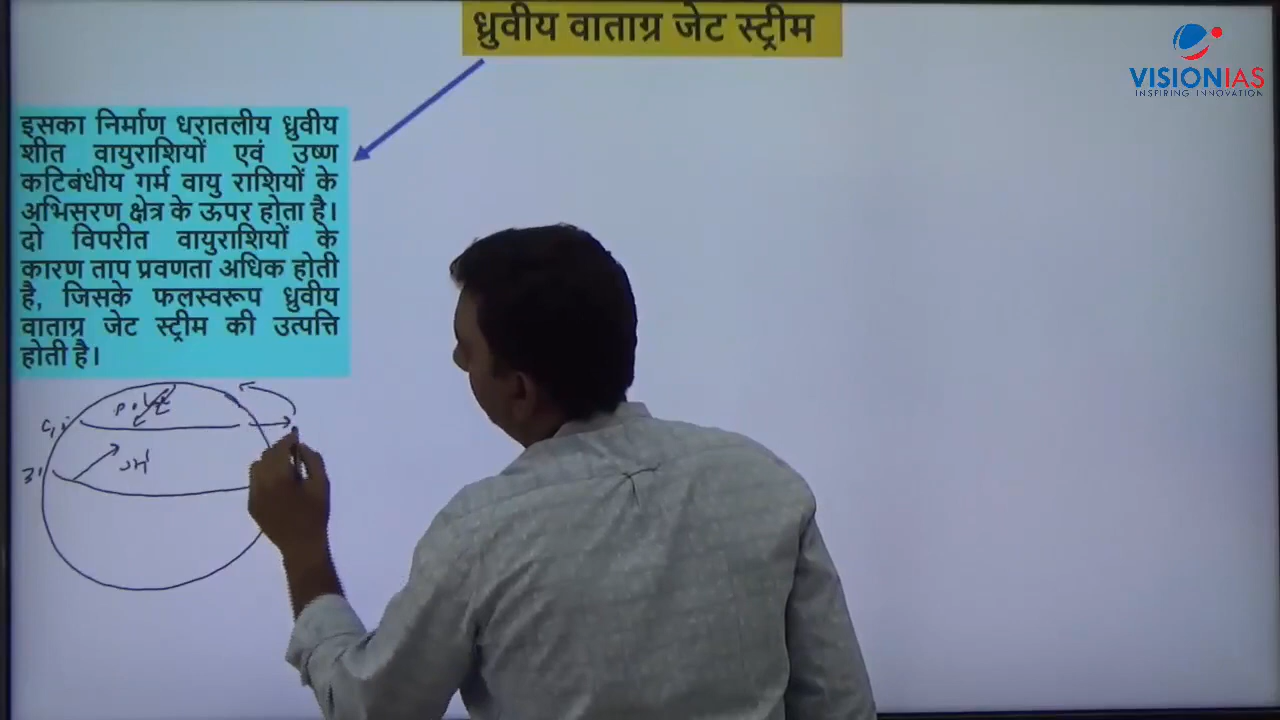 ध्रुवीय वाताग्र जेट स्ट्रीम
VISIONIAS
INSPIRING INNOVATION
इसका निर्माण धरातलीय ध्रुवीय
शीत वायुराशियों एवं उष्ण
कटिबंधीय गर्म वायु राशियों के
अभिसरण क्षेत्र के ऊपर होता है।
दो विपरीत वायुराशियों के
कारण ताप प्रवणता अधिक होती
है, जिसके फलस्वरूप ध्रुवीय
वाताग्र जेट स्ट्रीम की उत्पत्ति
होती है।